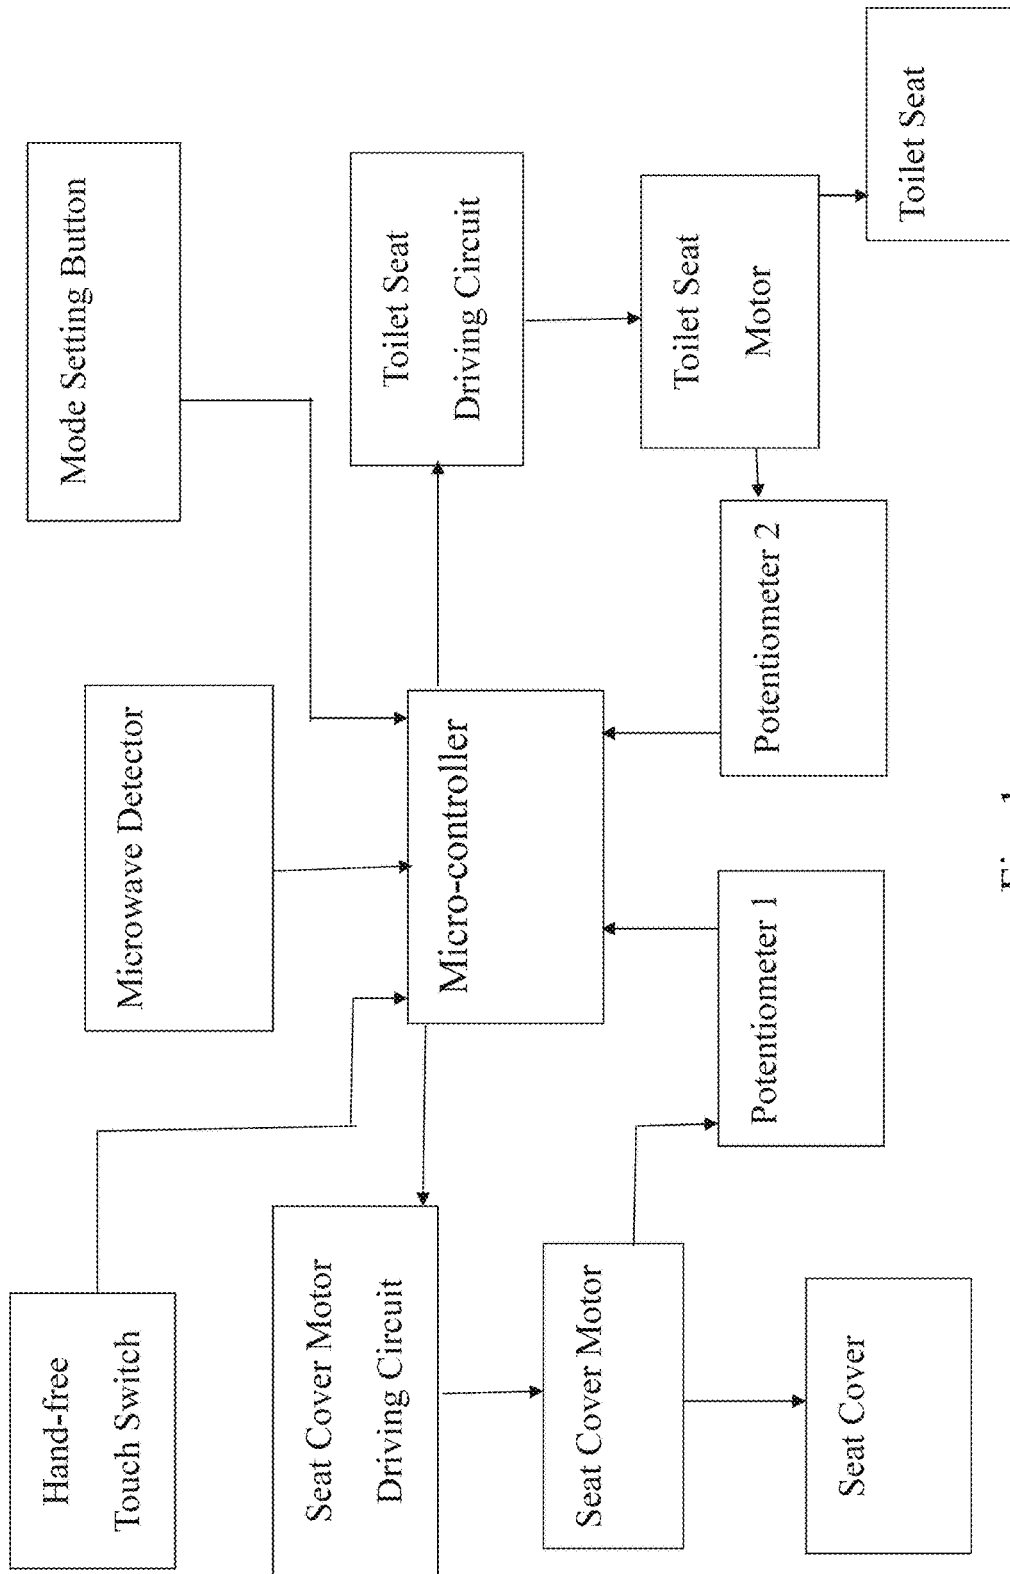 Hand-free
Touch Switch
Microwave Detector
Mode Setting Button
Seat Cover Motor
Driving Circuit
Micro-controller
Toilet Seat
Driving Circuit
Seat Cover Motor
Potentiometer 1
Potentiometer 2
Toilet Seat
Motor
Seat Cover
Toilet Seat